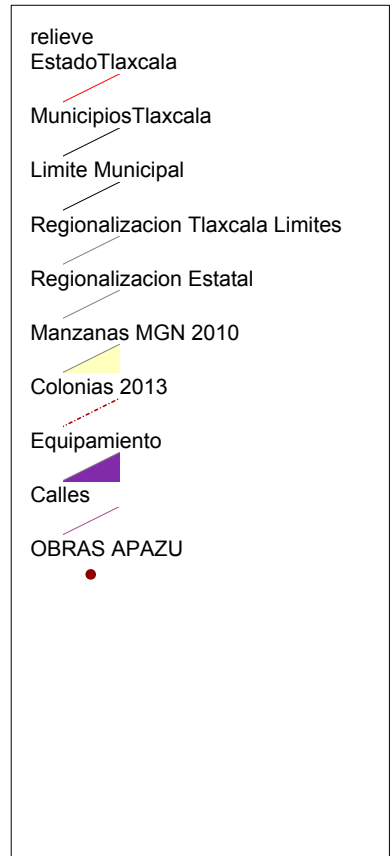 relieve
EstadoTlaxcala
MunicipiosTlaxcala
Limite Municipal
Regionalizacion Tlaxcala Limites
Regionalizacion Estatal
Manzanas MGN 2010
Colonias 2013
Equipamiento
Calles
OBRAS APAZU